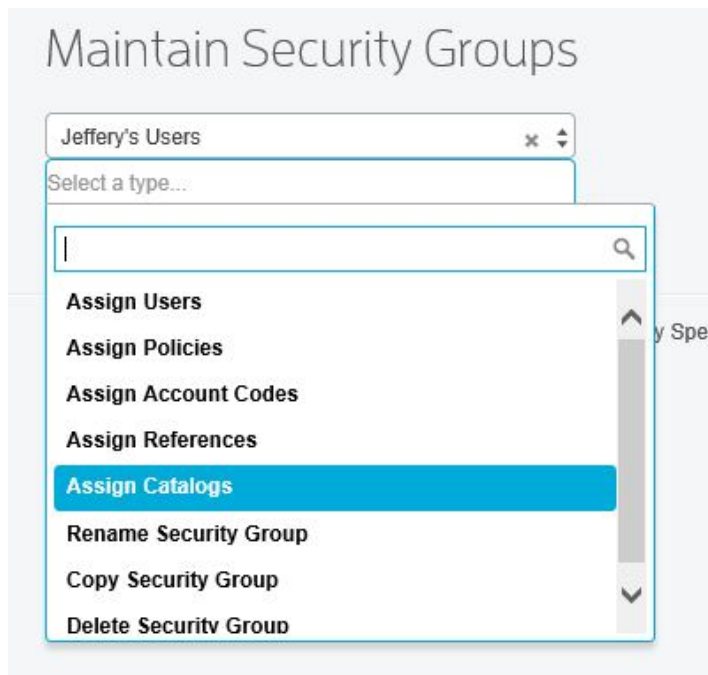 Maintain Security Groups
Jeffery's Users
Select a type...
Assign Users
y Spe
Assign Policies
Assign Account Codes
Assign References
Assign Catalogs
Rename Security Group
Copy Security Group
Delete Security Group